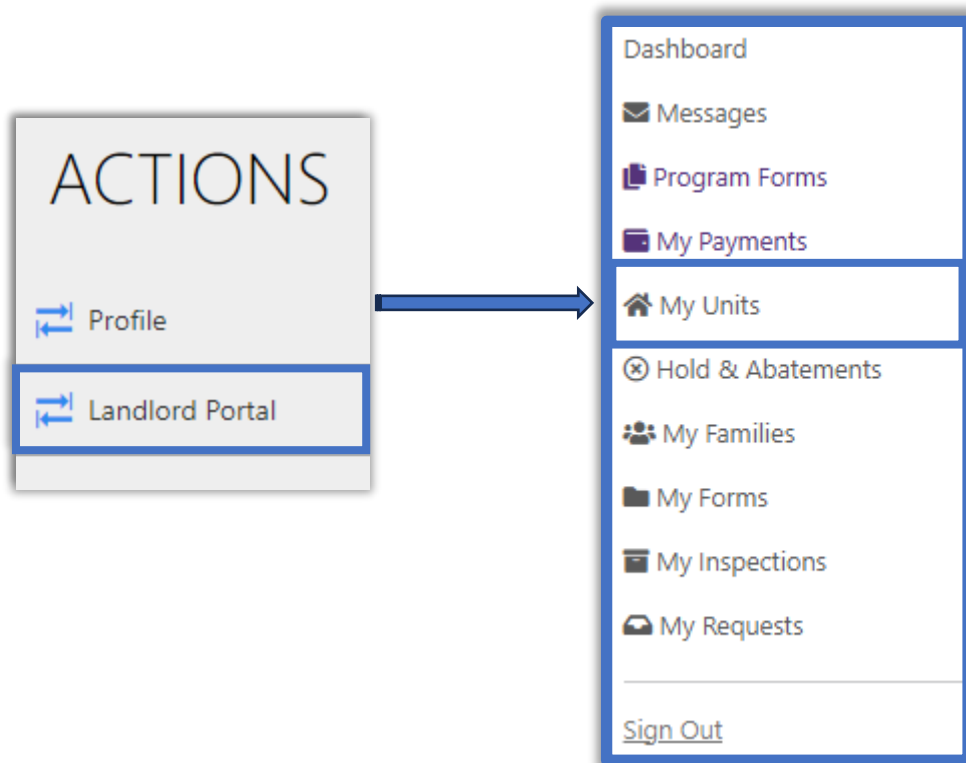 ACTIONS
Profile
Landlord Portal
Dashboard
Messages
Program Forms
My Payments
My Units
Hold & Abatements
My Families
My Forms
My Inspections
My Requests
Sign Out